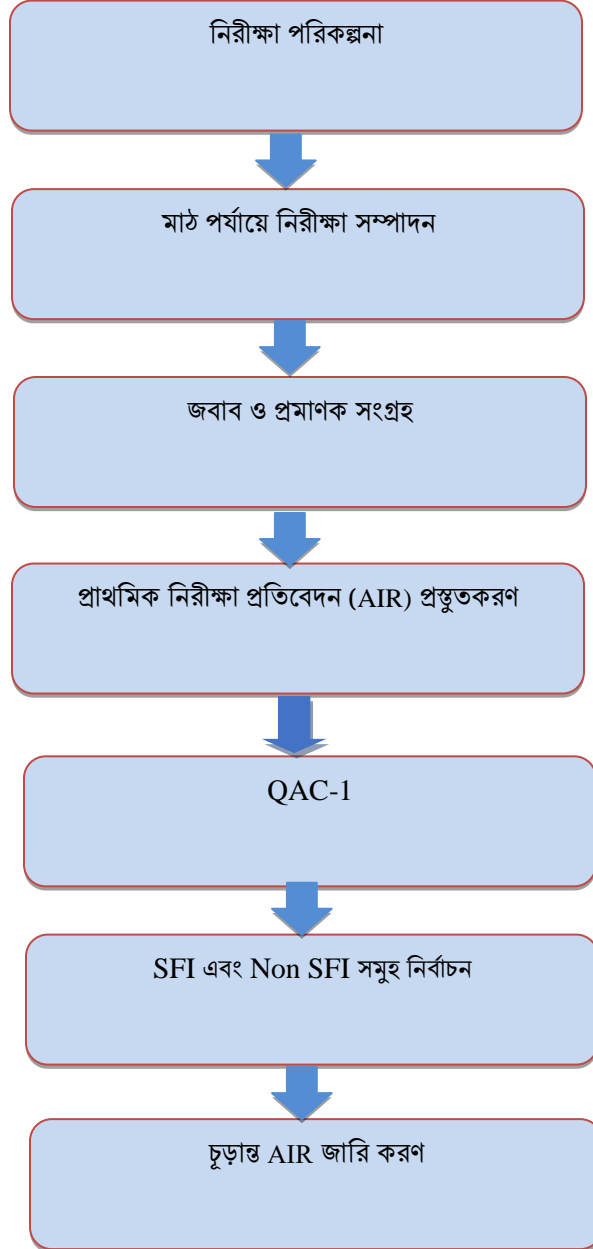 নিরীক্ষা পরিকল্পনা
মাঠ পর্যায়ে নিরীক্ষা সম্পাদন
জবাব ও প্রমাণক সংগ্রহ
প্রাথমিক নিরীক্ষা প্রতিবেদন (AIR) প্রস্তুতকরণ
QAC-1
SFI এবং Non SFI সমুহ নির্বাচন
চূড়ান্ত AIR জারি করণ